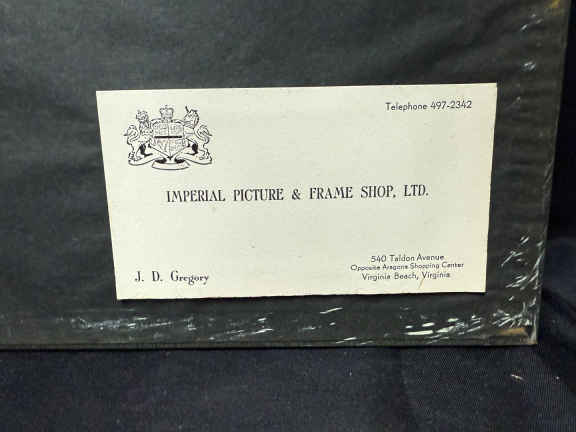 Telephone 497-2342
IMPERIAL PICTURE & FRAME SHOP, LTD.
J. D. Gregory
540 Taldon Avenue
Opposite Aragona Shopping Center
Virginia Beach, Virginia